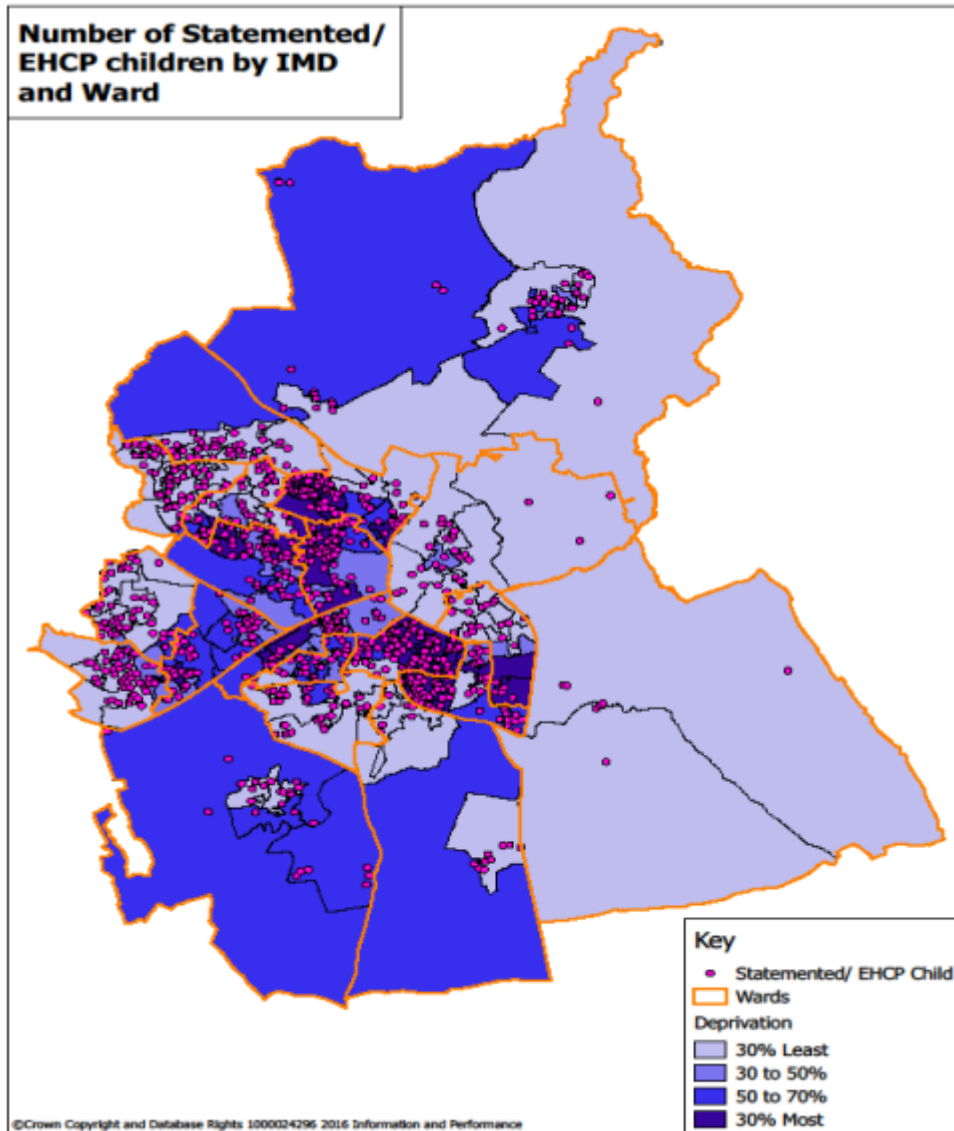 Number of Statemented/
EHCP children by IMD
and Ward
Key
Statemented/ EHCP Child
Wards
Deprivation
30% Least
30 to 50%
50 to 70%
30% Most
©Crown Copyright and Database Rights 1000024296 2016 Information and Performance